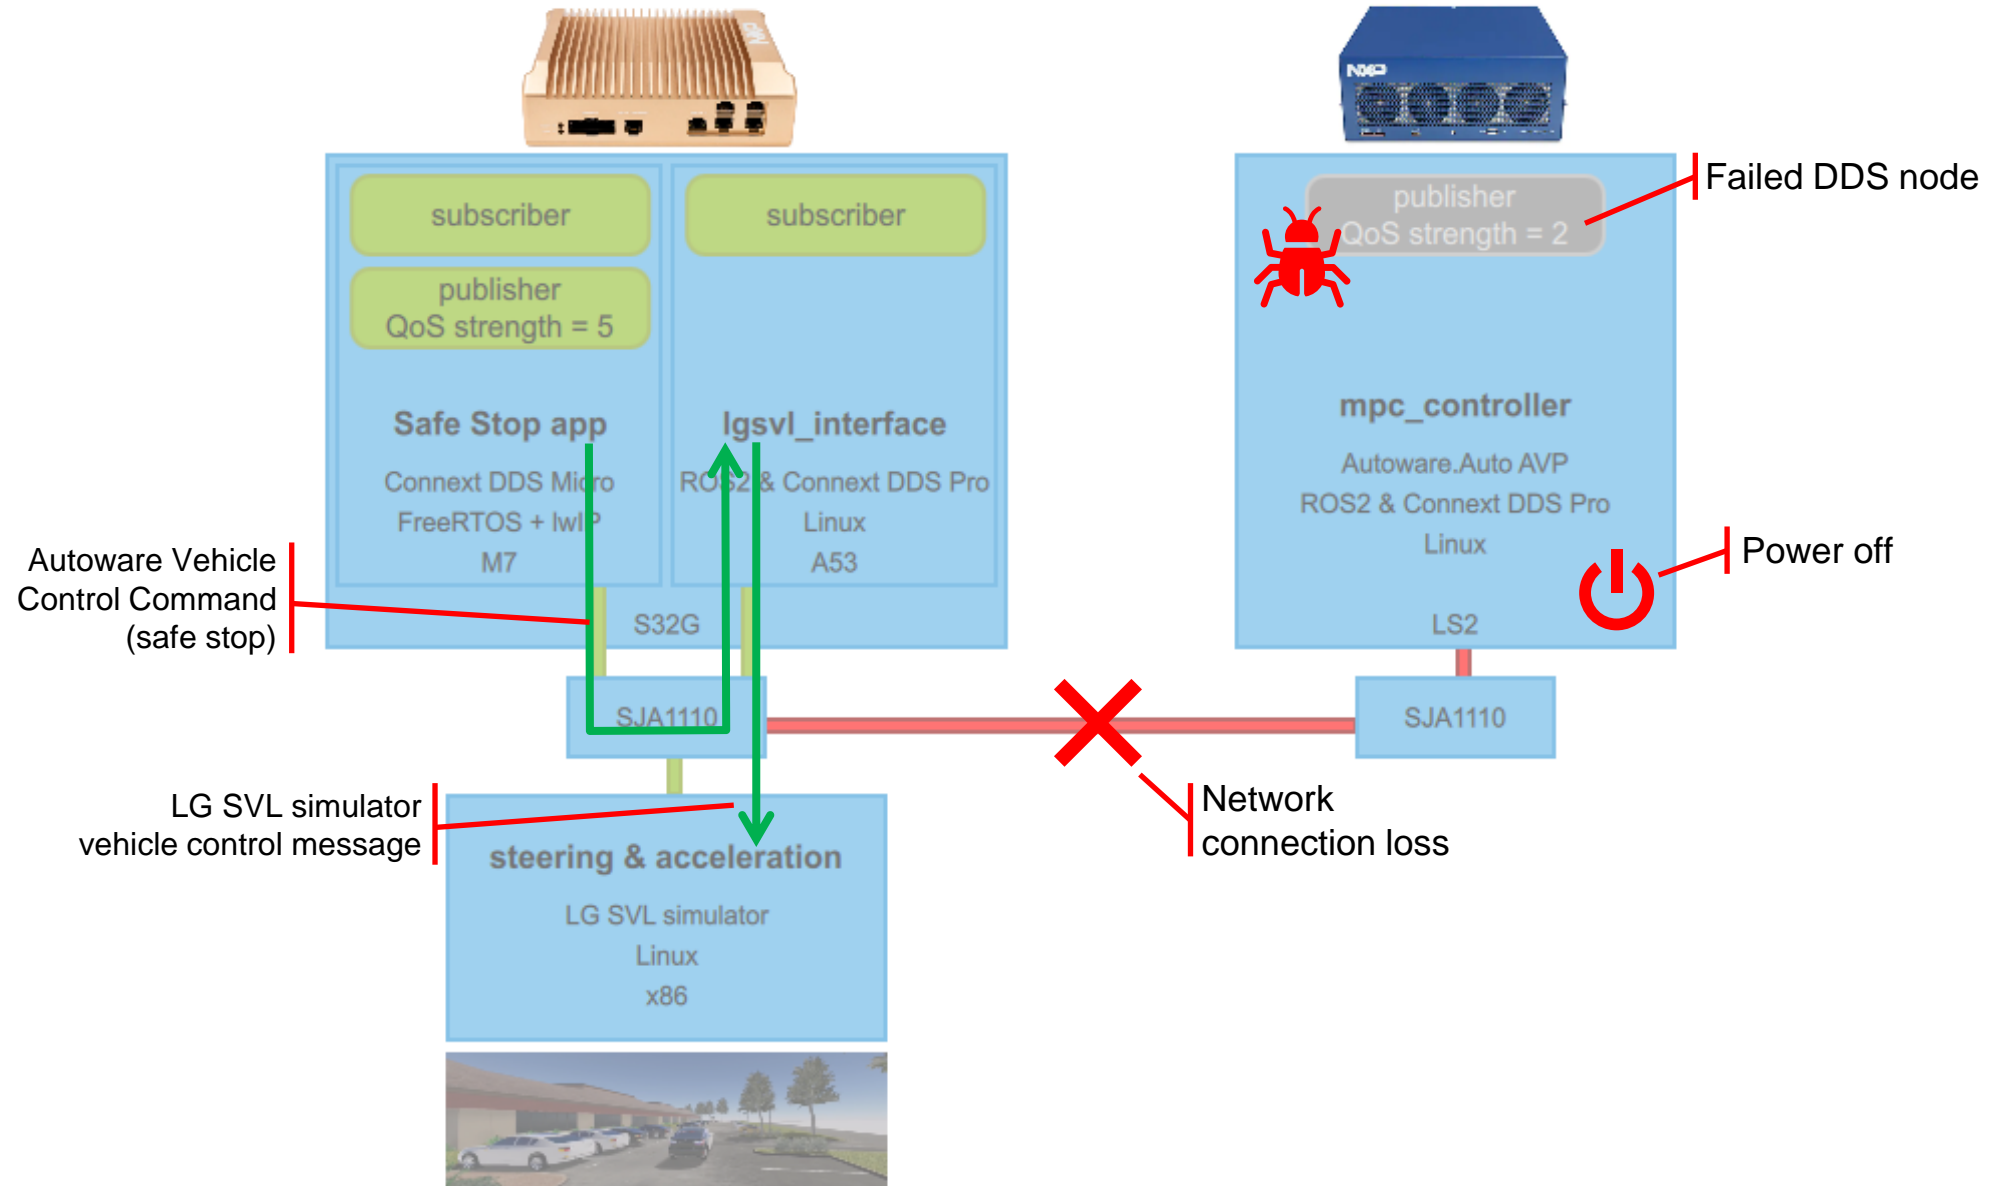 NXP
NXP
subscriber
publisher
QoS strength = 5
Safe Stop app
Connext DDS Micro
FreeRTOS + lwIP
M7
subscriber
lgsvl_interface
ROS2 & Connext DDS Pro
Linux
A53
S32G
publisher
QoS strength = 2
mpc_controller
Autoware.Auto AVP
ROS2 & Connext DDS Pro
Linux
LS2
Failed DDS node
Power off
Autoware Vehicle
Control Command
(safe stop)
SJA1110
SJA1110
Network
connection loss
LG SVL simulator
vehicle control message
steering & acceleration
LG SVL simulator
Linux
x86